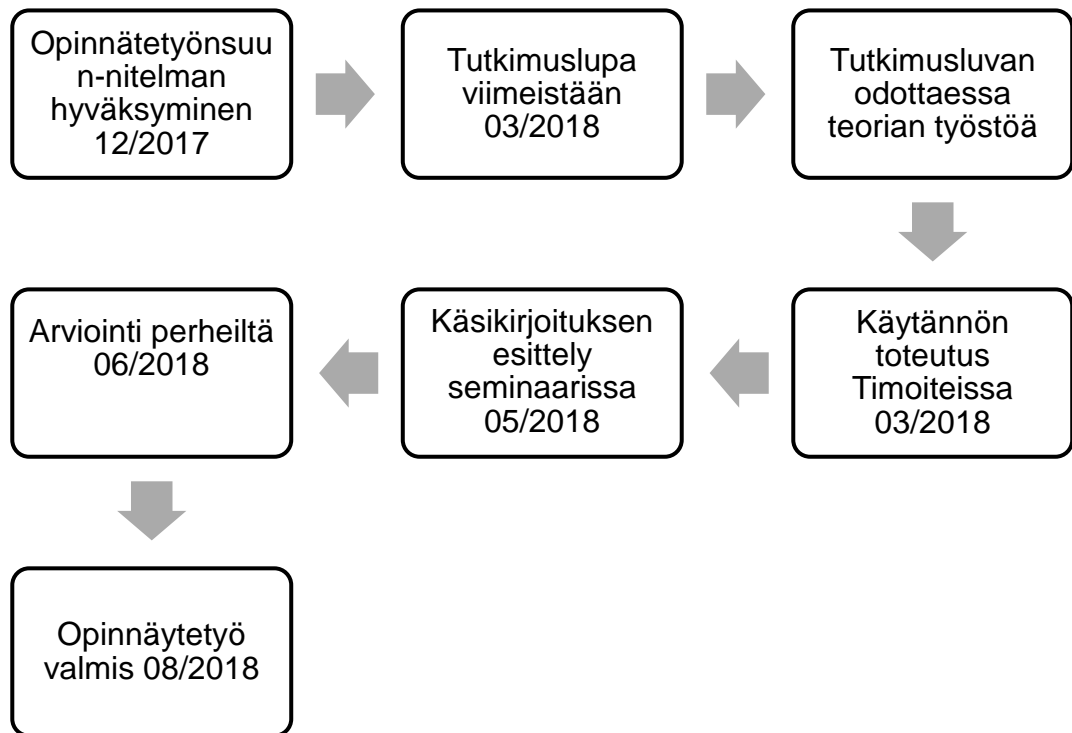 Opinnätetyönsuu
n-nitelman
hyväksyminen
12/2017
Tutkimuslupa
viimeistään
03/2018
Tutkimusluvan
odottaessa
teorian työstöä
Käytännön
toteutus
Timoiteissa
03/2018
Käsikirjoituksen
esittely
seminaarissa
05/2018
Arviointi perheiltä
06/2018
Opinnäytetyö
valmis 08/2018